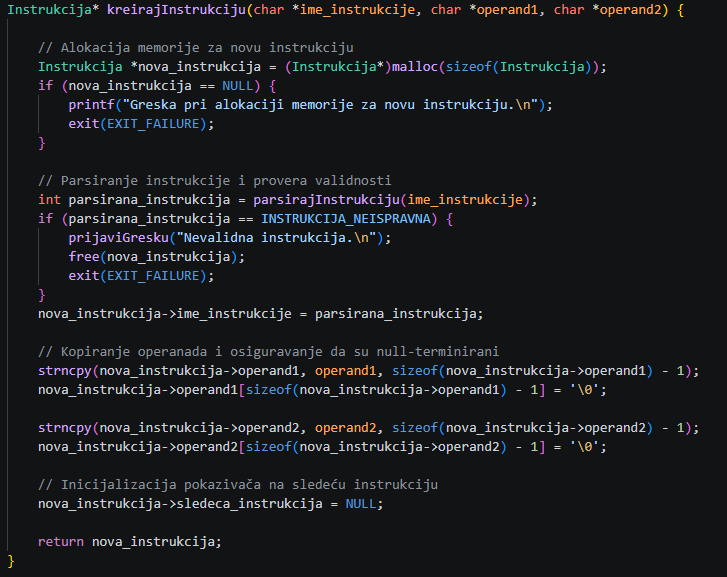 Instrukcija* kreirajInstrukciju(char *ime_instrukcije, char *operand1, char *operand2) {
// Alokacija memorije za novu instrukciju
Instrukcija *nova_instrukcija = (Instrukcija*)malloc(sizeof(Instrukcija));
if (nova_instrukcija == NULL) {
printf("Greska pri alokaciji memorije za novu instrukciju.\n");
exit(EXIT_FAILURE);
}
// Parsiranje instrukcije i provera validnosti
int parsirana_instrukcija = parsirajInstrukciju(ime_instrukcije);
if (parsirana_instrukcija == INSTRUKCIJA_NEISPRAVNA) {
prijaviGresku("Nevalidna instrukcija.\n");
free(nova_instrukcija);
exit(EXIT_FAILURE);
}
nova_instrukcija->ime_instrukcije = parsirana_instrukcija;
// Kopiranje operanada i osiguravanje da su null-terminirani
strncpy(nova_instrukcija->operand1, operand1, sizeof(nova_instrukcija->operand1) - 1);
nova_instrukcija->operand1[sizeof(nova_instrukcija->operand1) - 1] = '\0';
strncpy(nova_instrukcija->operand2, operand2, sizeof(nova_instrukcija->operand2) - 1);
nova_instrukcija->operand2[sizeof(nova_instrukcija->operand2) - 1] = '\0';
// Inicijalizacija pokazivača na sledeću instrukciju
nova_instrukcija->sledeca_instrukcija = NULL;
return nova_instrukcija;
}